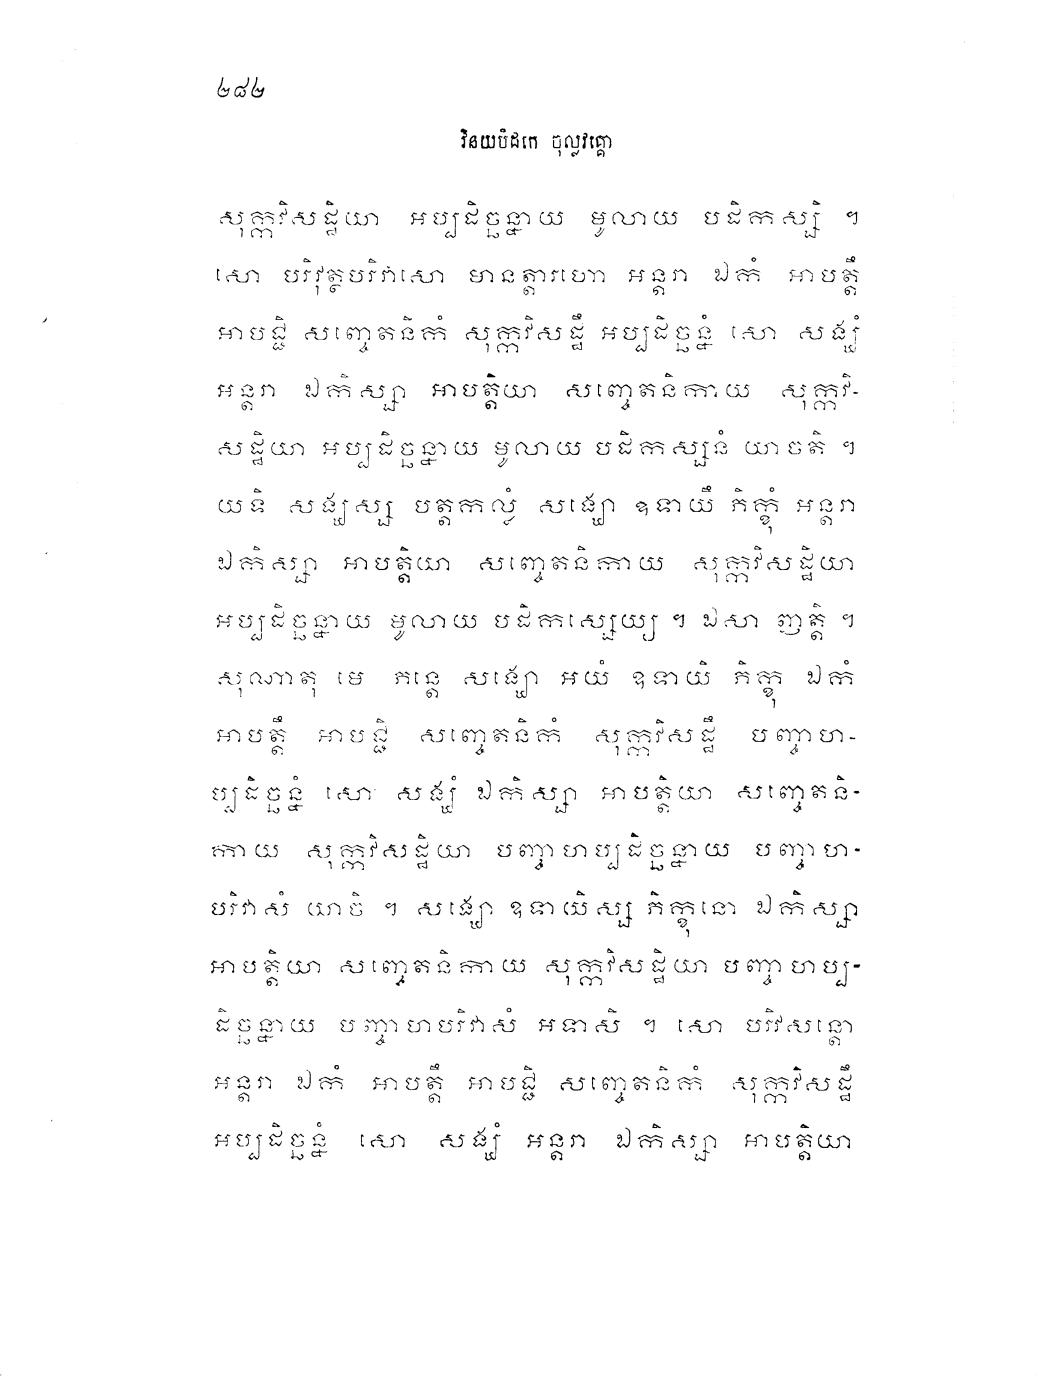 ២៨២
វិនយបិដកេ ចុល្លវគ្គោ
សុក្កវិសដ្ឋិយា អប្បដិច្ឆន្នាយ មូលាយ បដិកស្សិ ។
សោ បរិវុត្ថបរិវាសោ មានត្តារហោ អន្តរា ឯកំ អាបត្តឹ
អាបជ្ជិ សញ្ចេតនិកំ សុក្កវិសដ្ឋឹ អប្បដិច្ឆន្នំ សោ សង្ឃំ
អន្តរា ឯកិស្សា អាបត្តិយា សញ្ចេតនិកាយ សុក្កវិ-
សដ្ឋិយា អប្បដិច្ឆន្នាយ មូលាយ បដិកស្សនំ យាចតិ ។
យទិ សង្ឃស្ស បត្តកល្លំ សង្ឃោ ឧទាយឹ ភិក្ខុំ អន្តរា
ឯកិស្សា អាបត្តិយា សញ្ចេតនិកាយ សុក្កវិសដ្ឋិយា
អប្បដិច្ឆន្នាយ មូលាយ បដិកស្សេយ្យ ។ ឯសា ញត្តិ ។
សុណាតុ មេ ភន្តេ សង្ឃោ អយំ ឧទាយិ ភិក្ខុ ឯកំ
អាបត្តឹ អាបជ្ជិ សញ្ចេតនិកំ សុក្កវិសដ្ឋឹ បញ្ចាហ-
ប្បដិច្ឆន្នំ សោ សង្ឃំ ឯកិស្សា អាបត្តិយា សញ្ចេតនិ-
កាយ សុក្កវិសដ្ឋិយា បញ្ចាហប្បដិច្ឆន្នាយ បញ្ចាហ-
បរិវាសំ យាចិ ។ សង្ឃោ ឧទាយិស្ស ភិក្ខុនោ ឯកិស្សា
អាបត្តិយា សញ្ចេតនិកាយ សុក្កវិសដ្ឋិយា បញ្ចាហប្ប-
ដិច្ឆន្នាយ បញ្ចាហបរិវាសំ អទាសិ ។ សោ បរិវសន្តោ
អន្តរា ឯកំ អាបត្តឹ អាបជ្ជិ សញ្ចេតនិកំ សុក្កវិសដ្ឋឹ
អប្បដិច្ឆន្នំ សោ សង្ឃំ អន្តរា ឯកិស្សា អាបត្តិយា